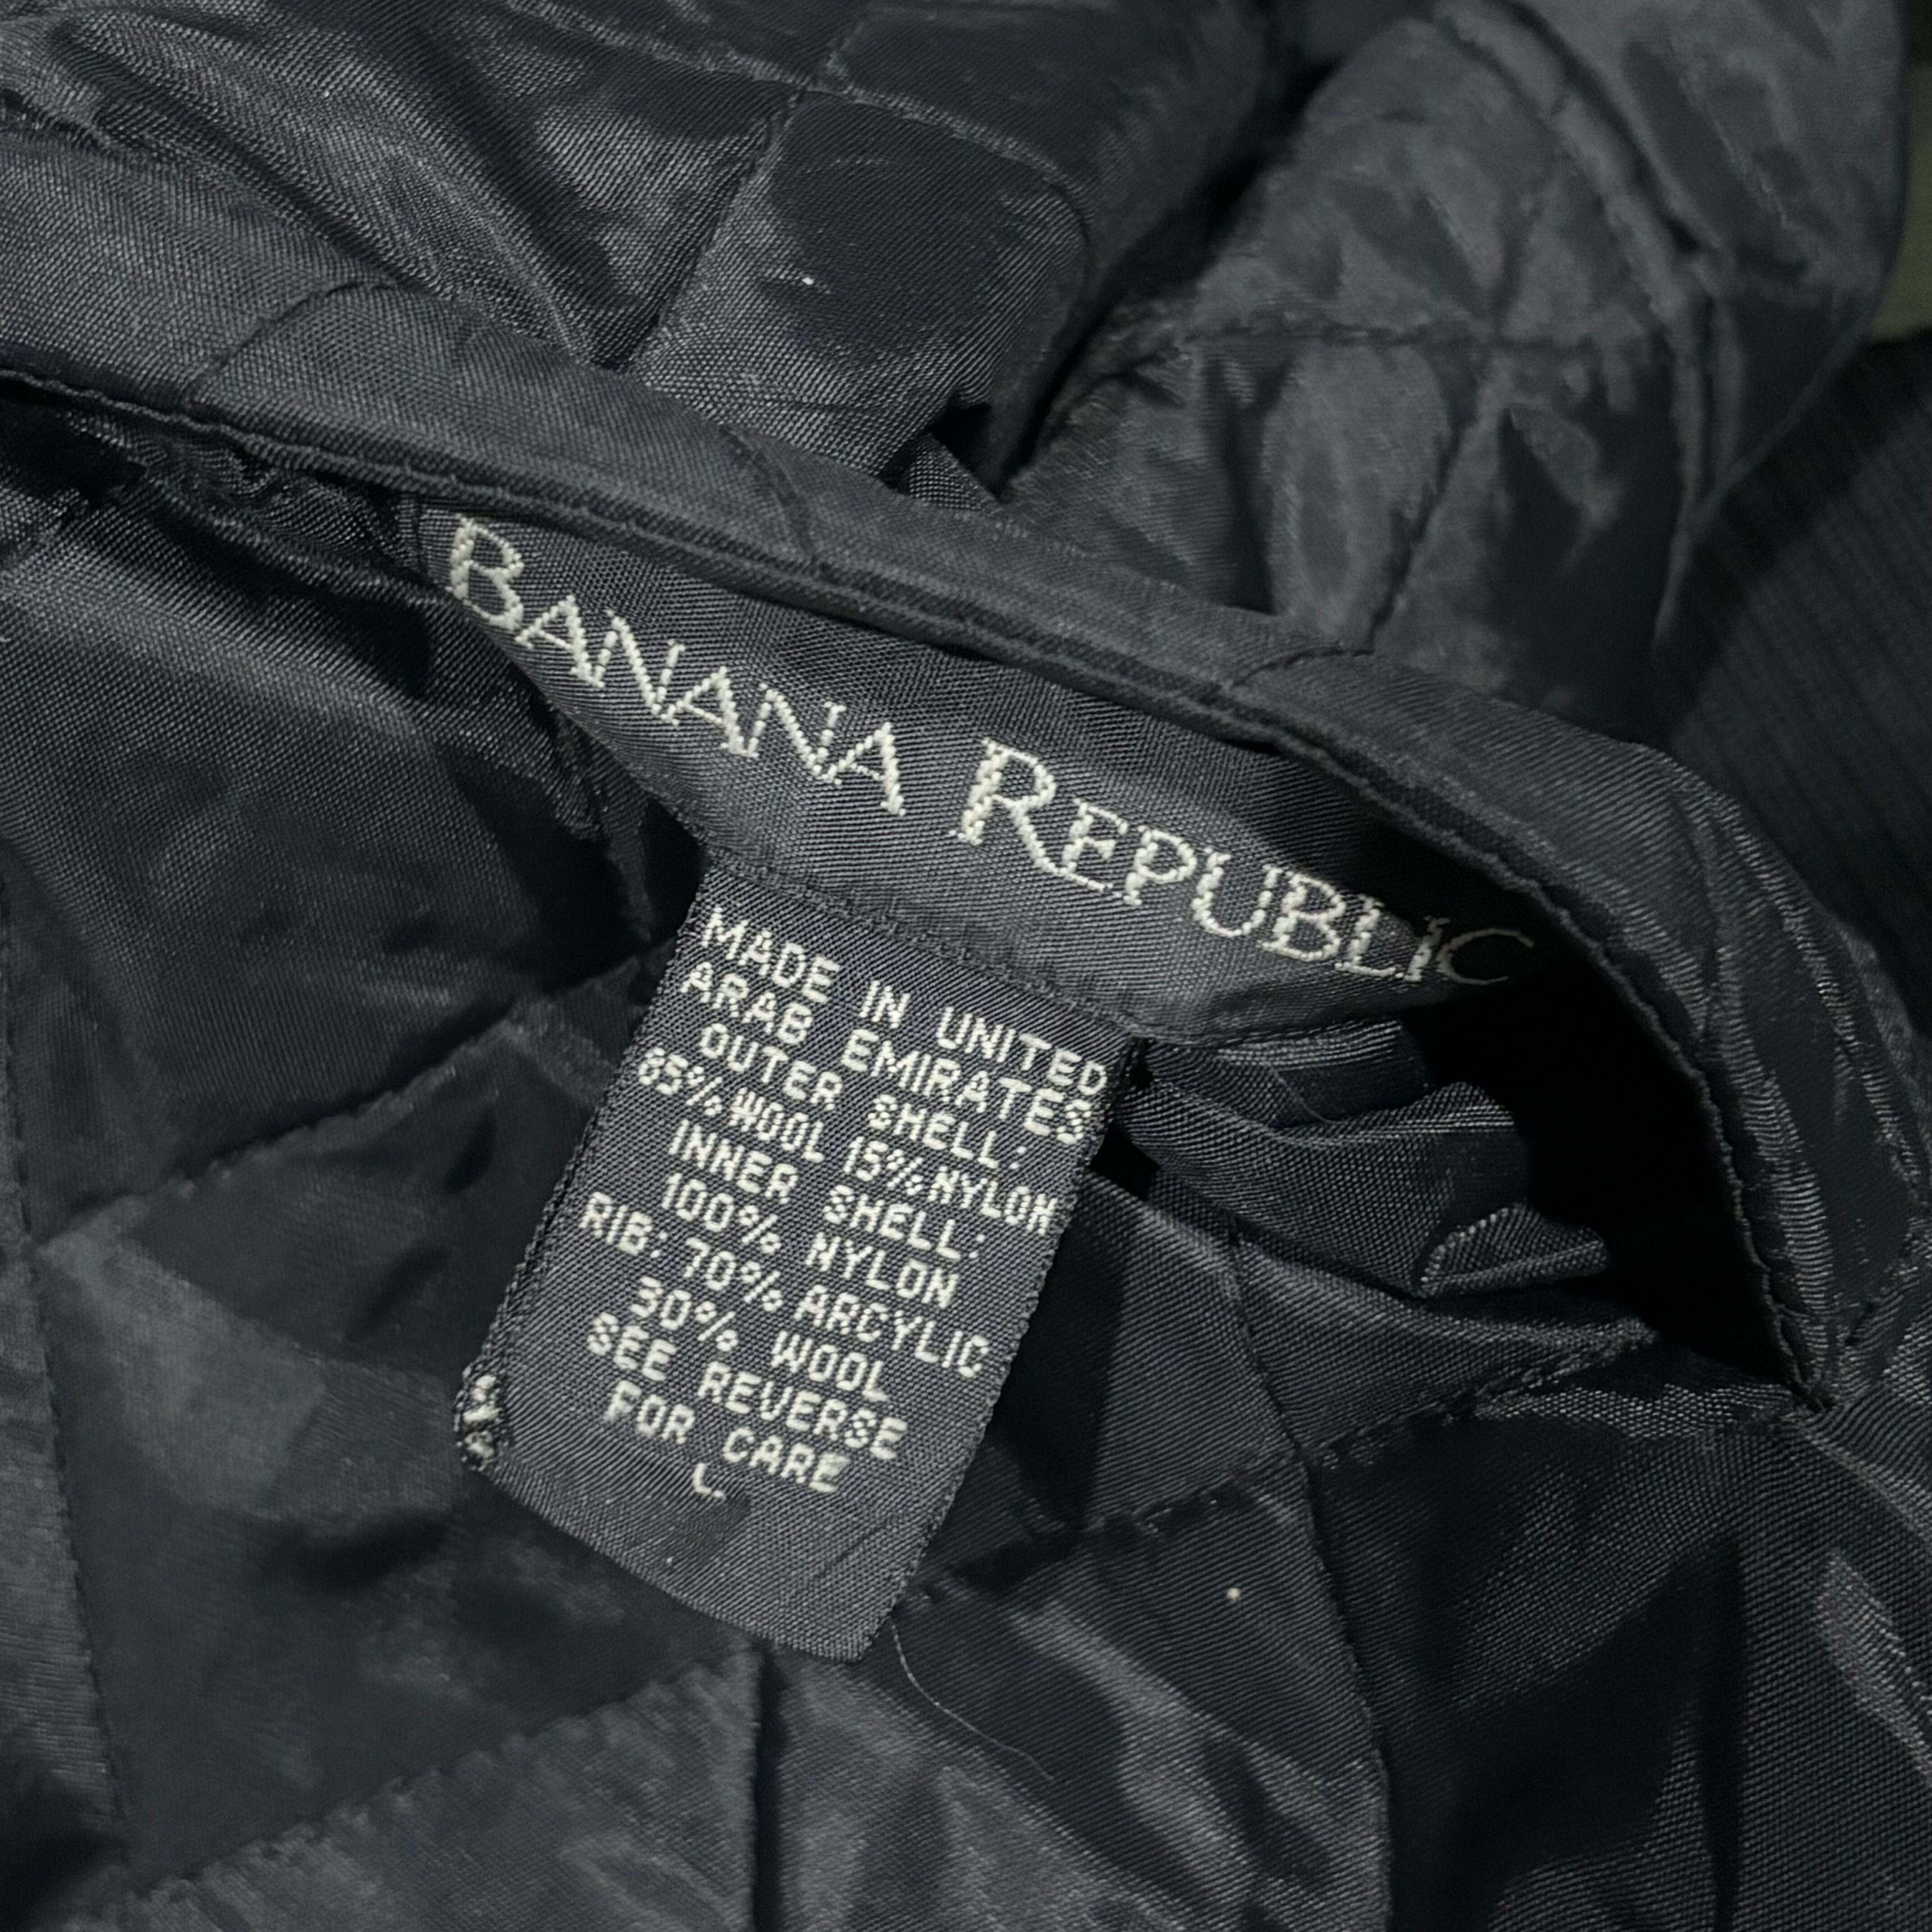 BANANA REPUBLIC
MADE IN UNITED
ARAB EMIRATES
OUTER SHELL:
85% WOOL 15% NYLON
INNER SHELL:
100% NYLON
RIB: 70% ARCYLIC
30% WOOL
SEE REVERSE
FOR CARE
L.